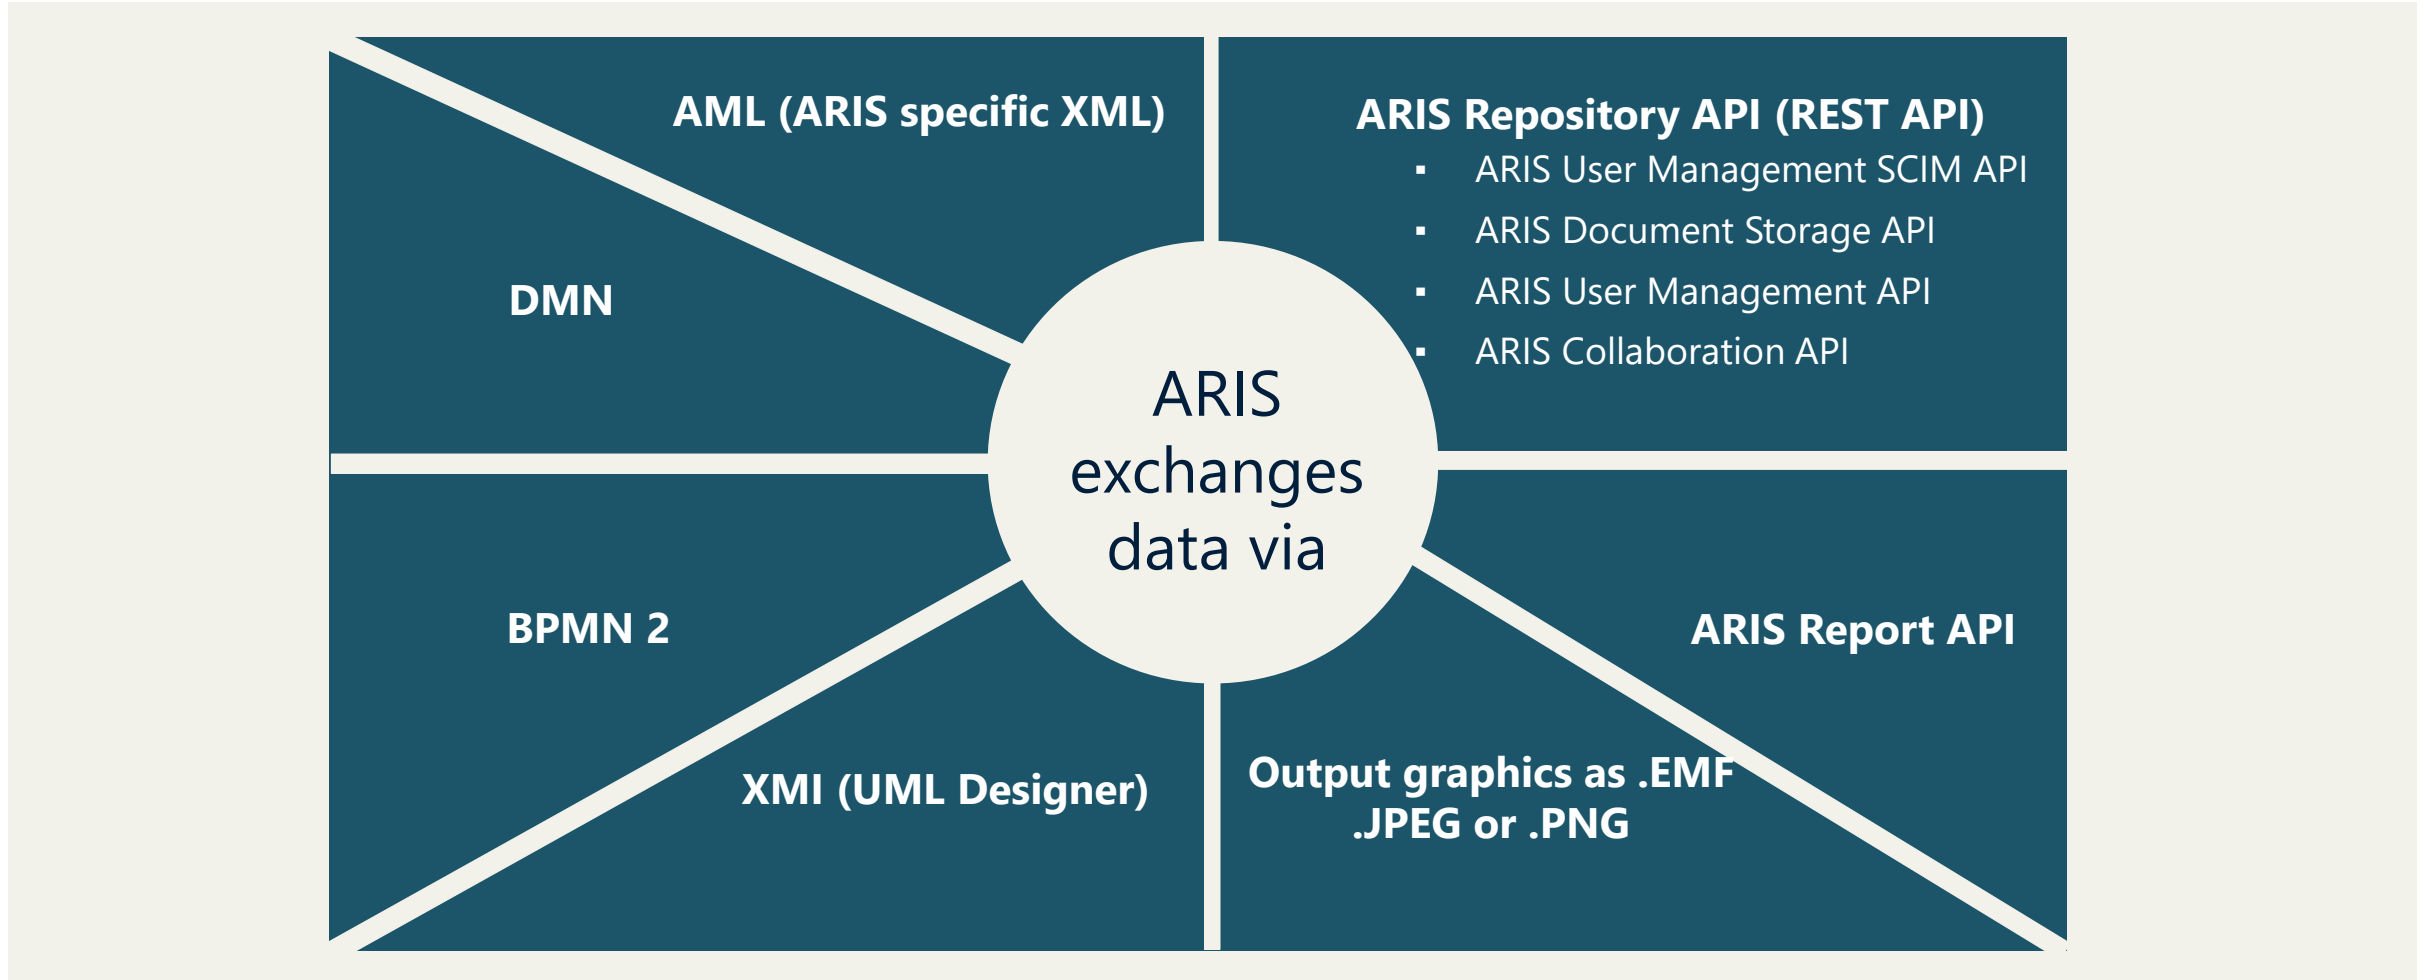 AML (ARIS specific XML)
ARIS Repository API (REST API)
▪ ARIS User Management SCIM API
▪ ARIS Document Storage API
▪ ARIS User Management API
▪ ARIS Collaboration API
DMN
ARIS
exchanges
data via
BPMN 2
ARIS Report API
XMI (UML Designer)
Output graphics as .EMF
.JPEG or .PNG